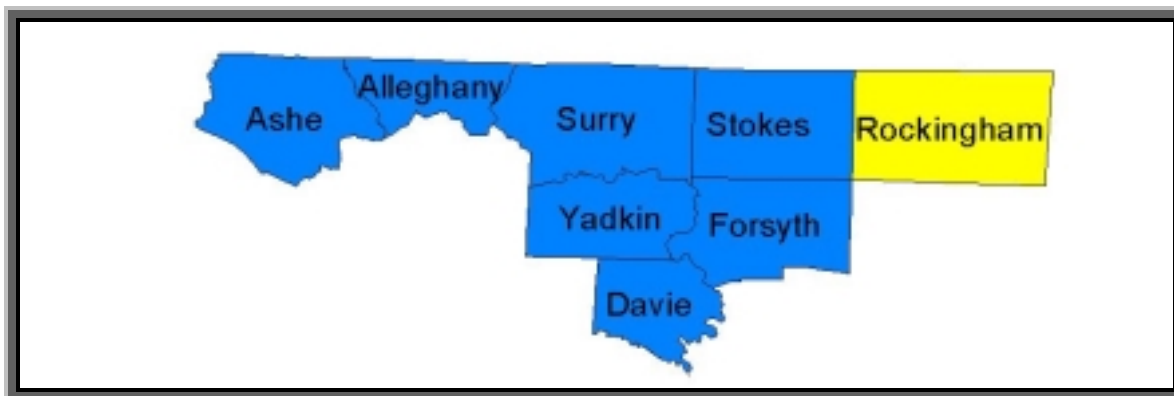 Ashe
Alleghany
Surry
Stokes
Rockingham
Yadkin
Forsyth
Davie